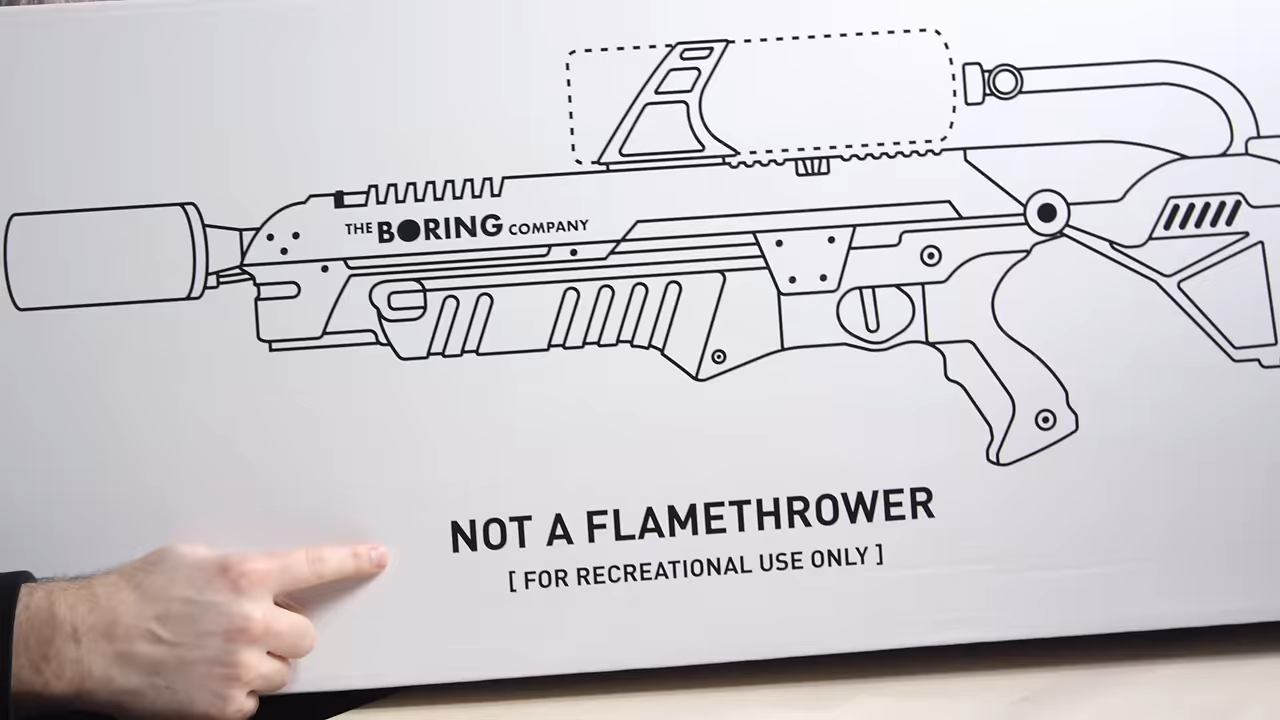 THE BORING COMPANY
NOT A FLAMETHROWER
[ FOR RECREATIONAL USE ONLY ]